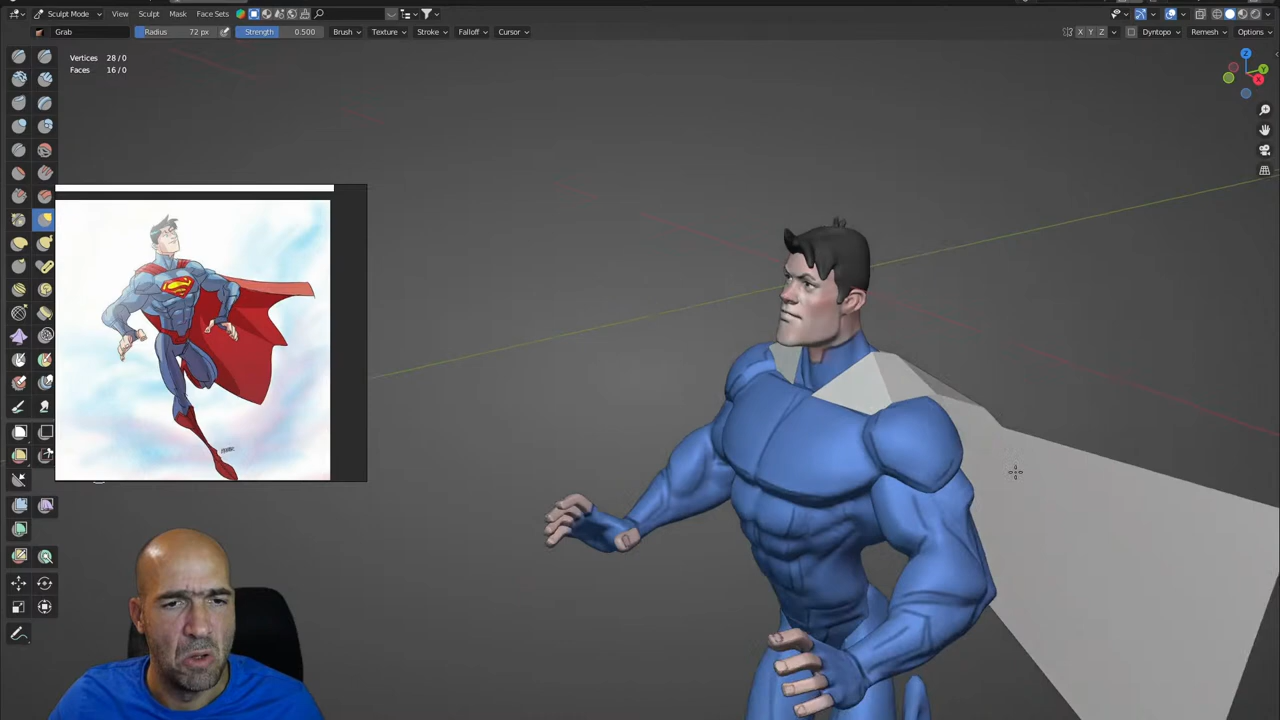 Sculpt Mode View Sculpt Mask Face Sets
Grab Radius 72 px Strength 0.500 Brush Texture Stroke Falloff Cursor X Y Z Dyntopo Remesh Options
Vertices 28/0
Faces 16/0
Z
Y
X
S